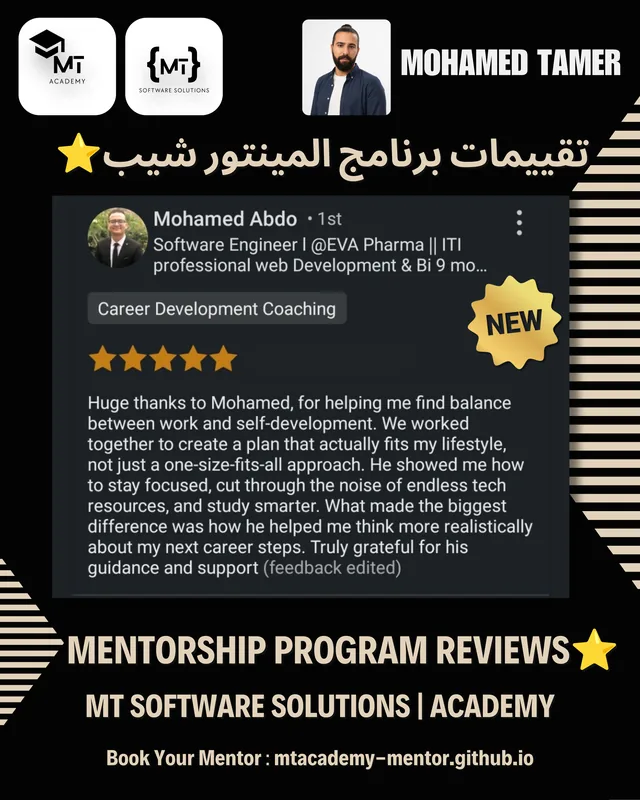 MT
ACADEMY
{MT}
SOFTWARE SOLUTIONS
MOHAMED TAMER
تقييمات برنامج المينتور شيب⭐
Mohamed Abdo • 1st
Software Engineer l @EVA Pharma || ITI
professional web Development & Bi 9 mo...
Career Development Coaching
NEW
Huge thanks to Mohamed, for helping me find balance
between work and self-development. We worked
together to create a plan that actually fits my lifestyle,
not just a one-size-fits-all approach. He showed me how
to stay focused, cut through the noise of endless tech
resources, and study smarter. What made the biggest
difference was how he helped me think more realistically
about my next career steps. Truly grateful for his
guidance and support (feedback edited)
MENTORSHIP PROGRAM REVIEWS⭐
MT SOFTWARE SOLUTIONS | ACADEMY
Book Your Mentor : mtacademy-mentor.github.io